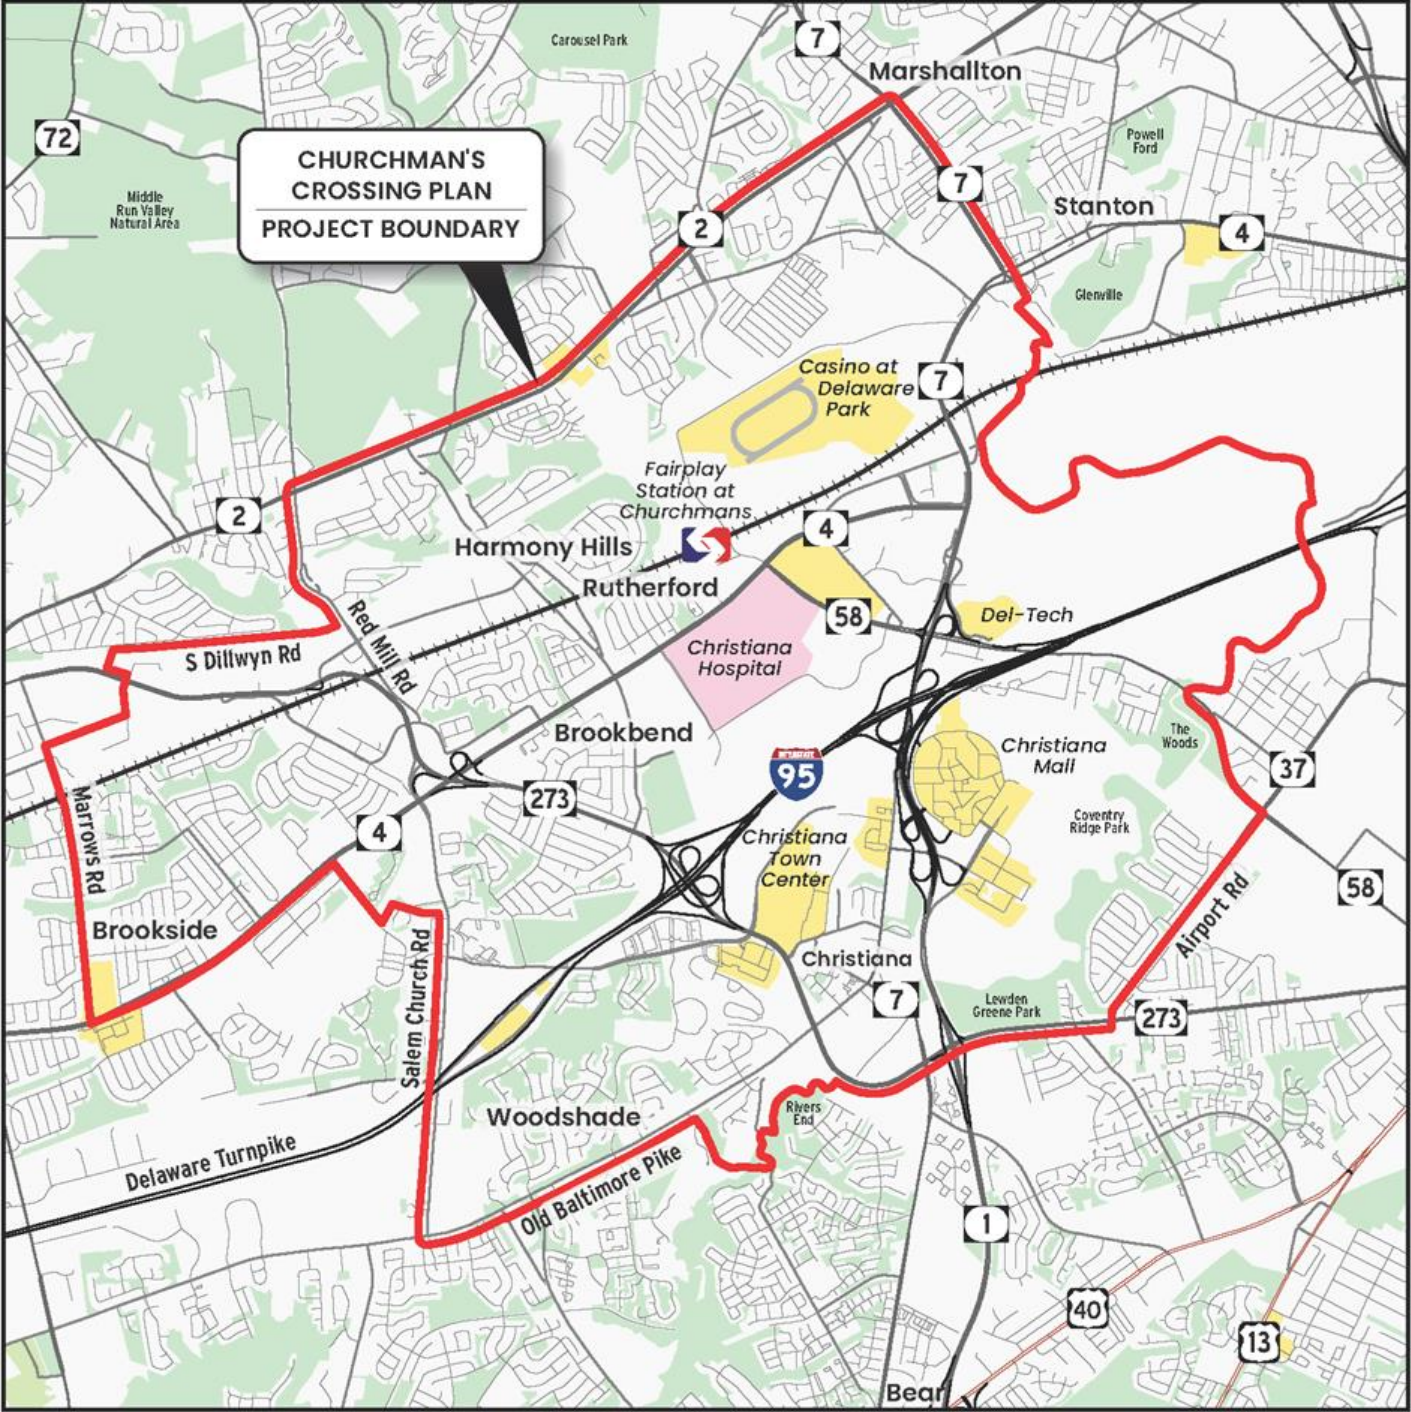 7
Carousel Park
Marshallton
72
CHURCHMAN'S
CROSSING PLAN
PROJECT BOUNDARY
Powell
Ford
Middle
Run Valley
Natural Area
7
Stanton
2
4
Glenville
Casino at
Delaware
Park
7
Fairplay
Station at
Churchmans
2
4
Harmony Hills
Rutherford
58
Del-Tech
Red Mill Rd
S Dillwyn Rd
Christiana
Hospital
Brookbend
The
Woods
Christiana
Mall
INTERSTATE
95
37
273
Marrows Rd
4
Coventry
Ridge Park
Christiana
Town
Center
58
Brookside
Airport Rd
Salem Church Rd
Christiana
7
Lewden
Greene Park
273
Woodshade
Rivers
End
Delaware Turnpike
Old Baltimore Pike
1
40
13
Bear